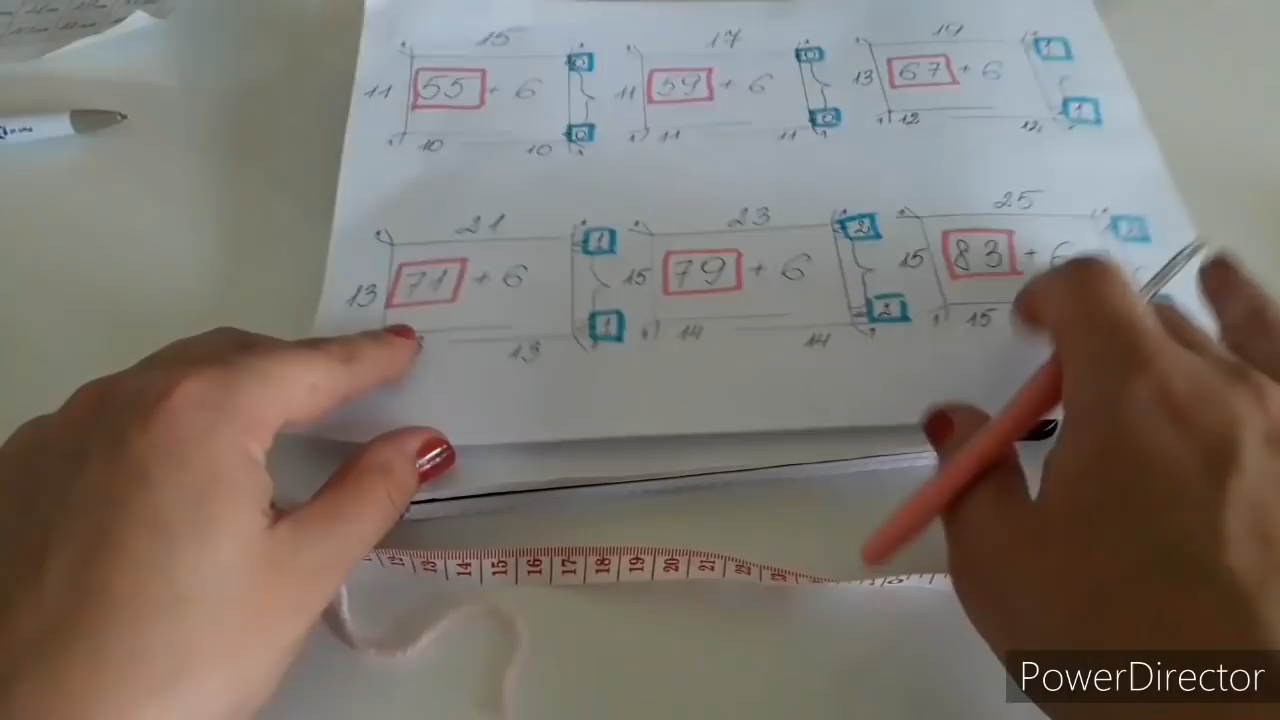 15 17 19
11 55 + 6 0 11 59 + 6 0 13 67 + 6 1
0 0 1
10 10 11 11 12 12
21 23 25
13 71 + 6 1 15 79 + 6 2 15 83 + 6 2
1 2
13 14 14 15
12 13 14 15 16 17 18 19 20 21 22
PowerDirector